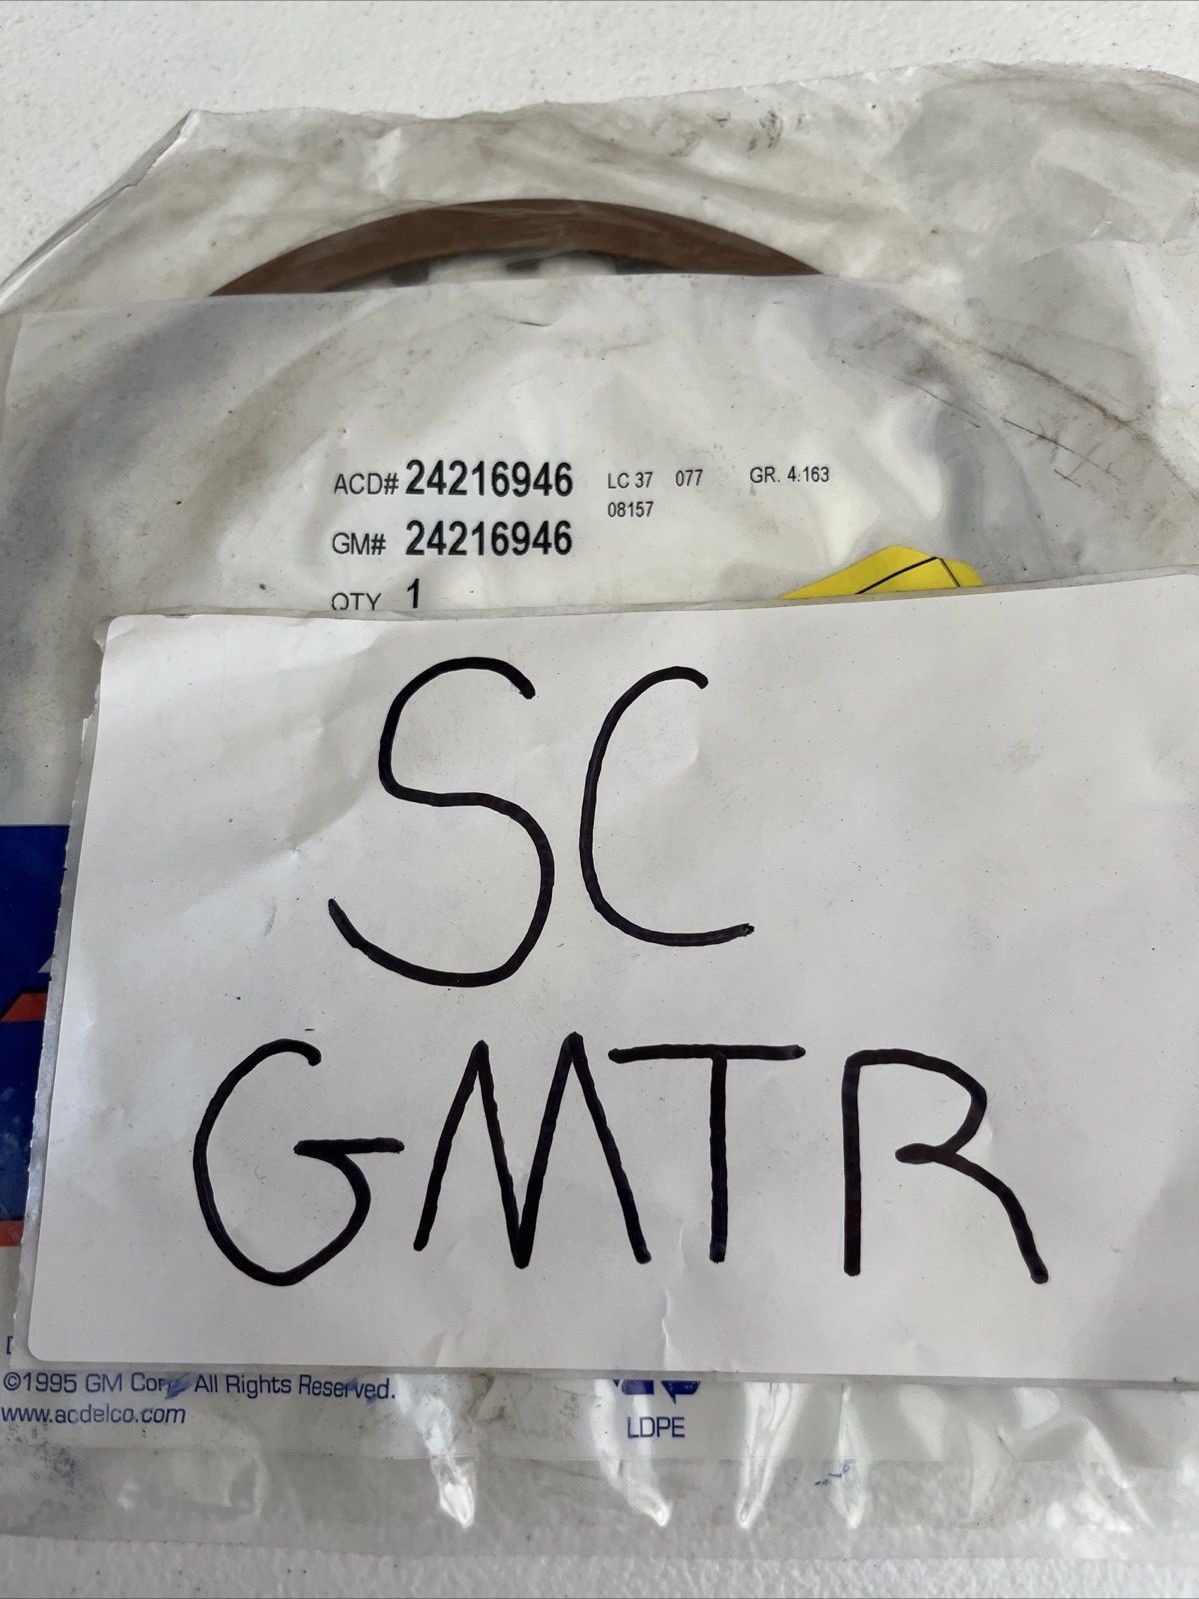 ACD# 24216946 LC 37 077 GR. 4.163
08157
GM# 24216946
QTY 1
SC
GMTR
©1995 GM Corp. All Rights Reserved.
www.acdelco.com
LDPE